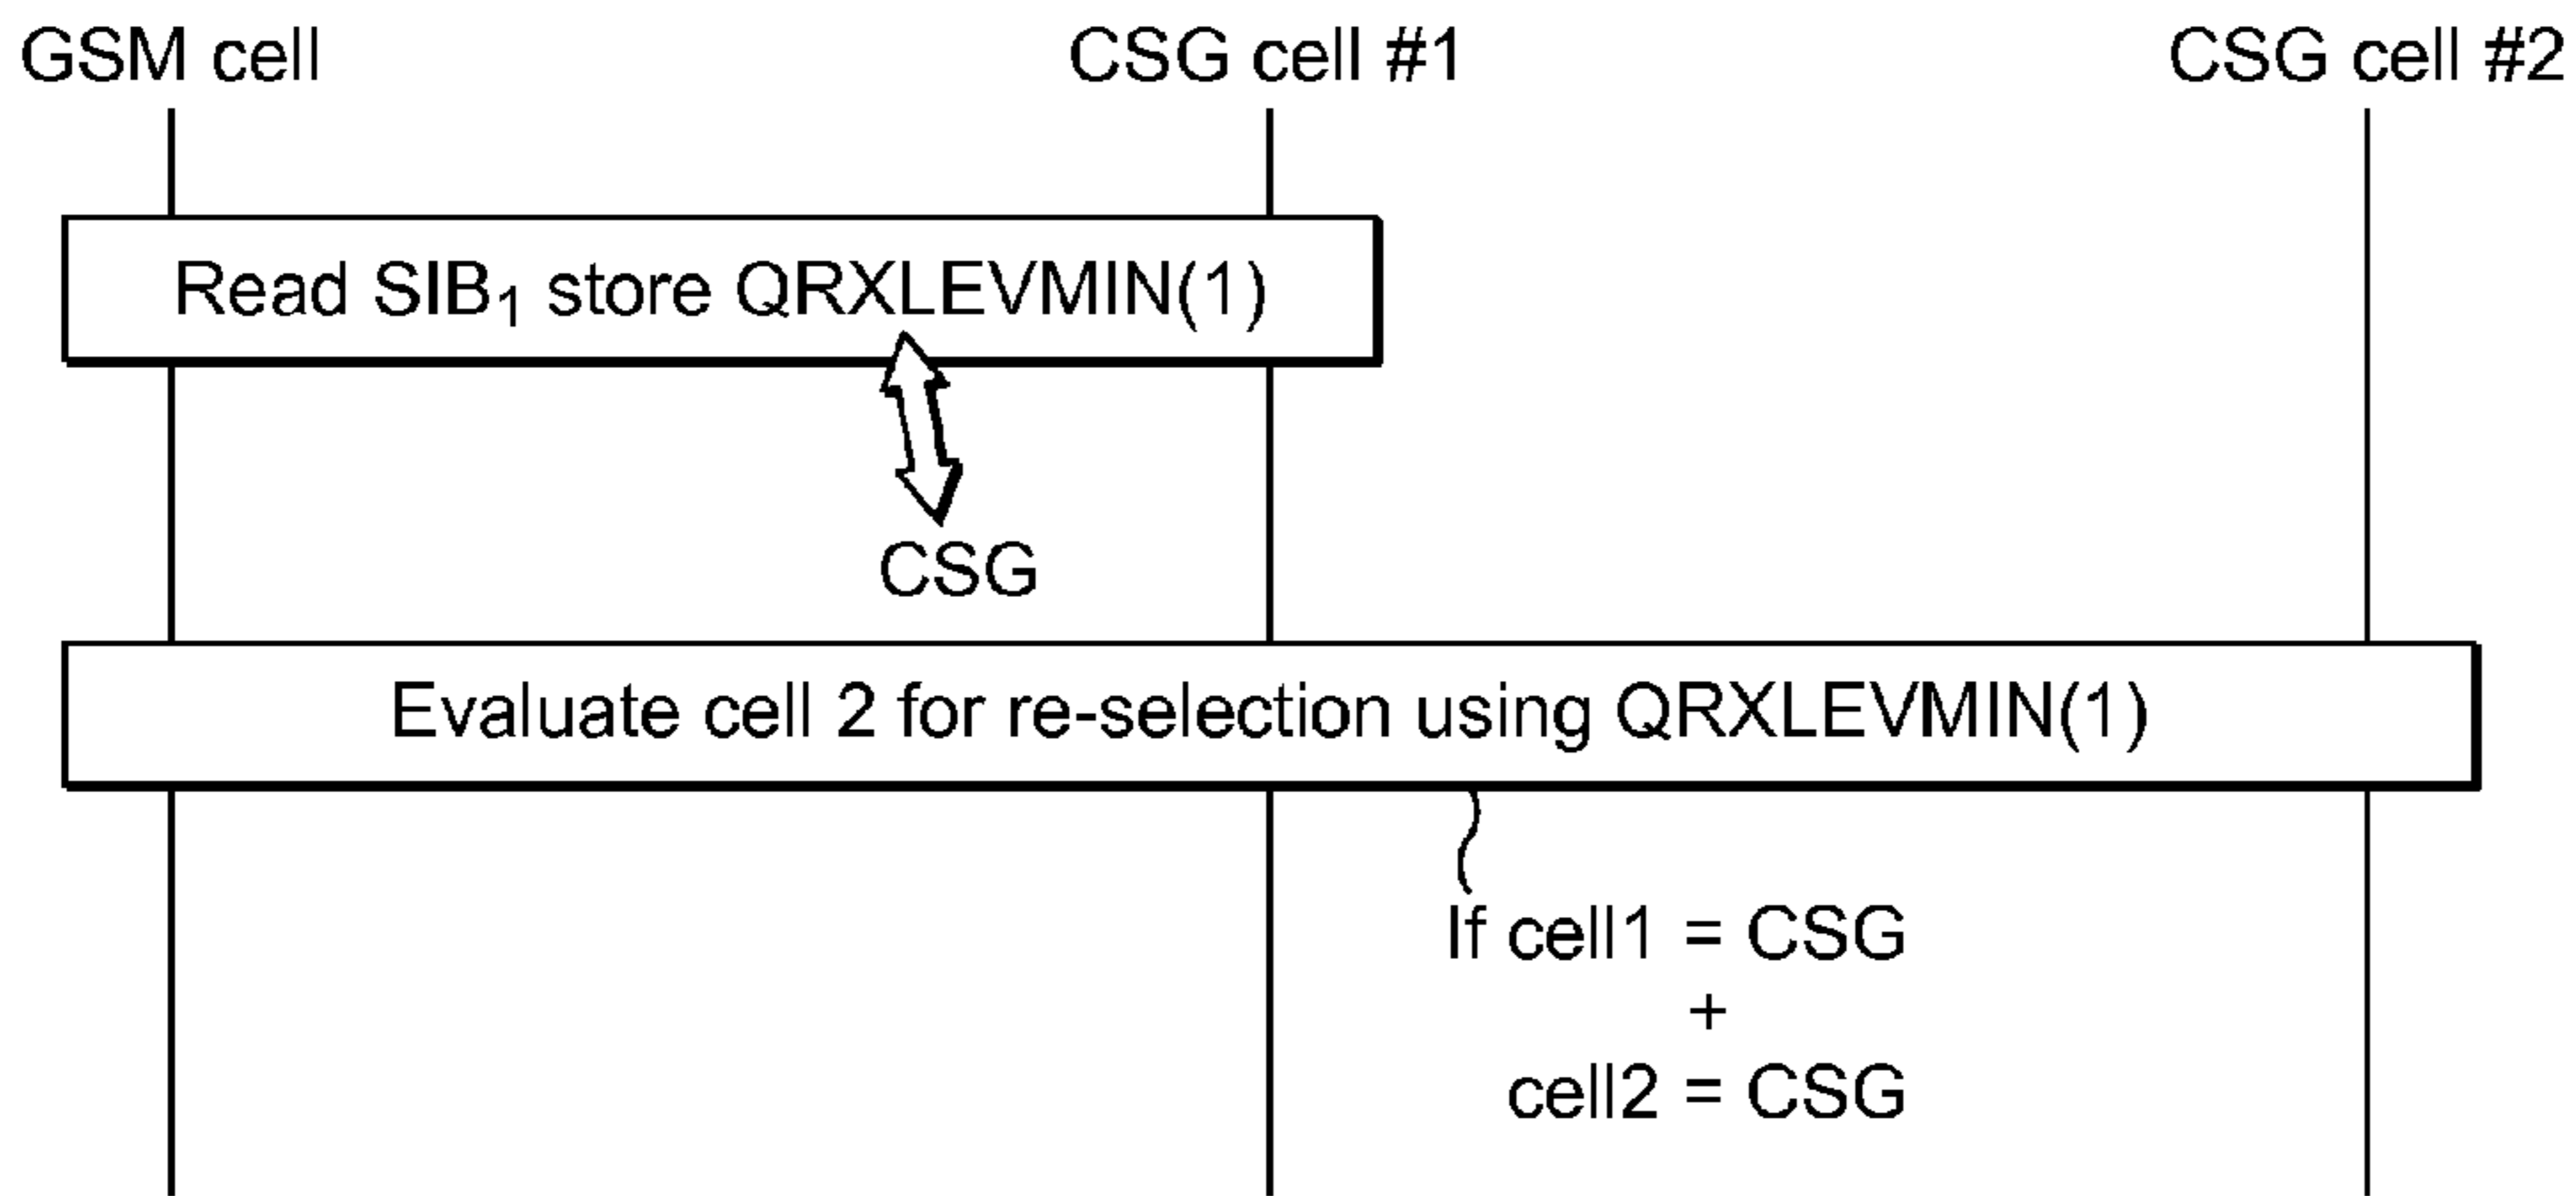 GSM cell
CSG cell #1
CSG cell #2
Read SIB₁ store QRXLEVMIN(1)
CSG
Evaluate cell 2 for re-selection using QRXLEVMIN(1)
If cell1 = CSG
+
cell2 = CSG